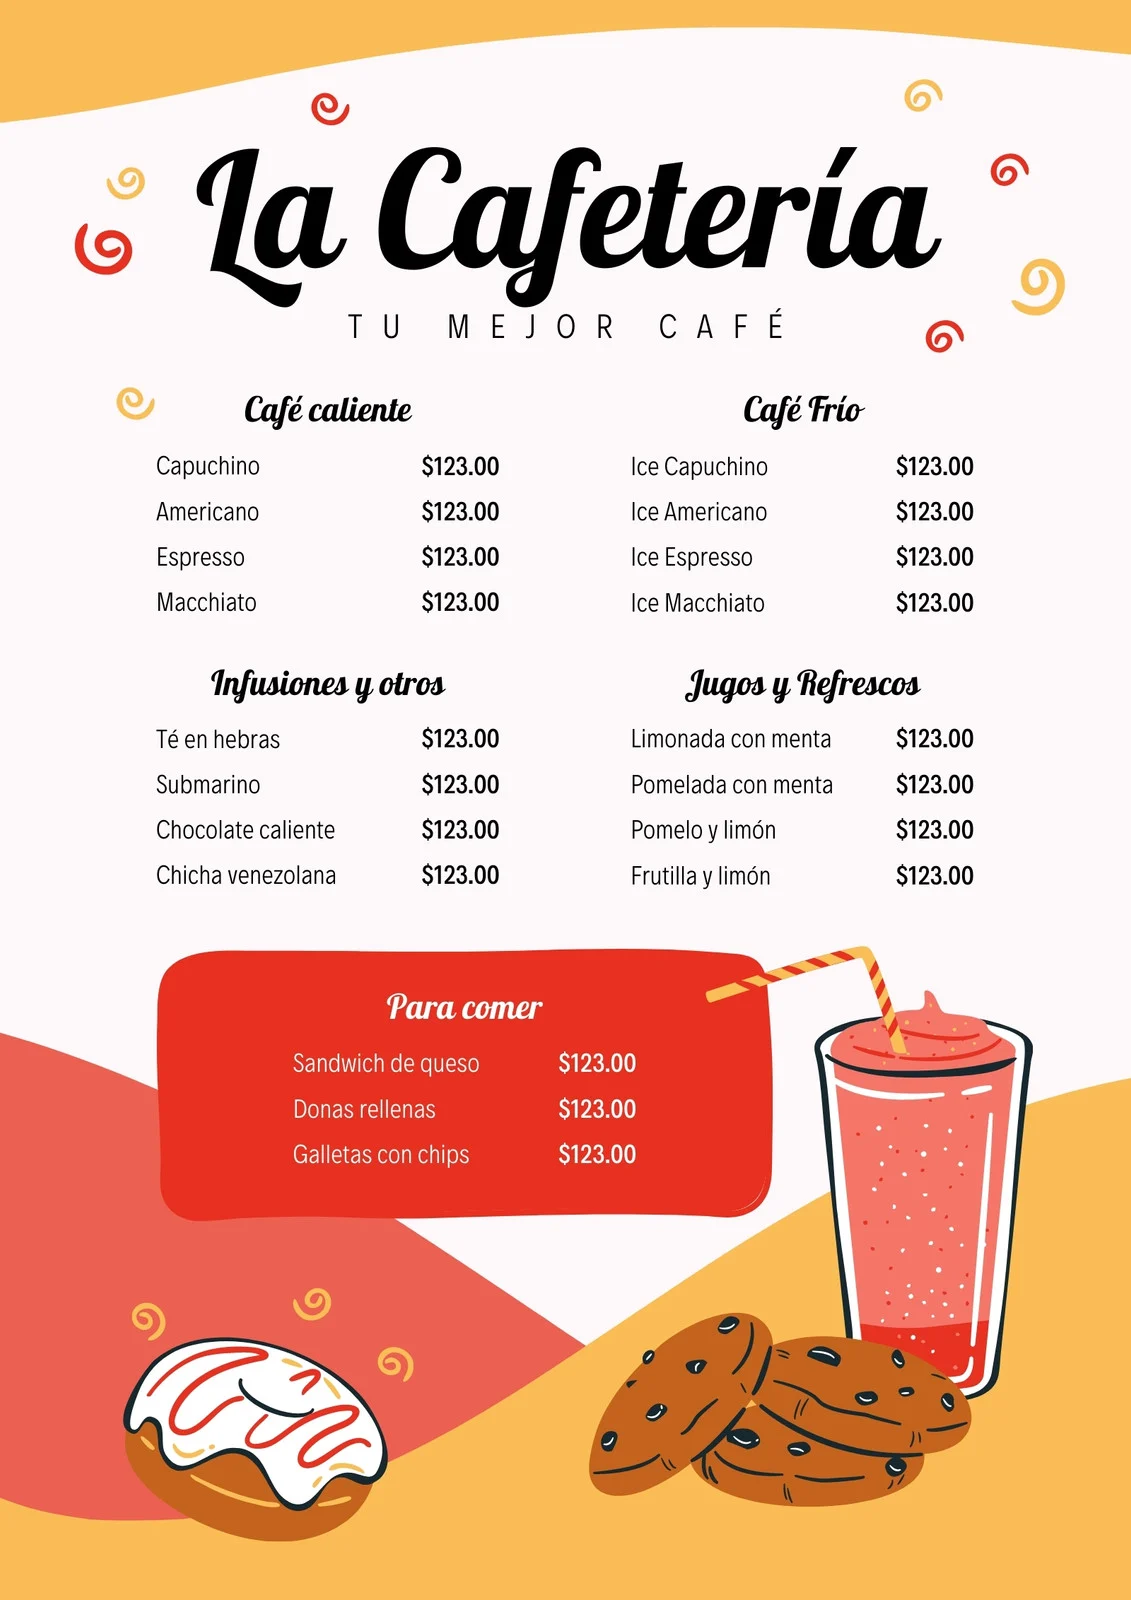 La Cafetería
TU MEJOR CAFÉ
Café caliente
Capuchino $123.00
Americano $123.00
Espresso $123.00
Macchiato $123.00
Café Frío
Ice Capuchino $123.00
Ice Americano $123.00
Ice Espresso $123.00
Ice Macchiato $123.00
Infusiones y otros
Té en hebras $123.00
Submarino $123.00
Chocolate caliente $123.00
Chicha venezolana $123.00
Jugos y Refrescos
Limonada con menta $123.00
Pomelada con menta $123.00
Pomelo y limón $123.00
Frutilla y limón $123.00
Para comer
Sandwich de queso $123.00
Donas rellenas $123.00
Galletas con chips $123.00